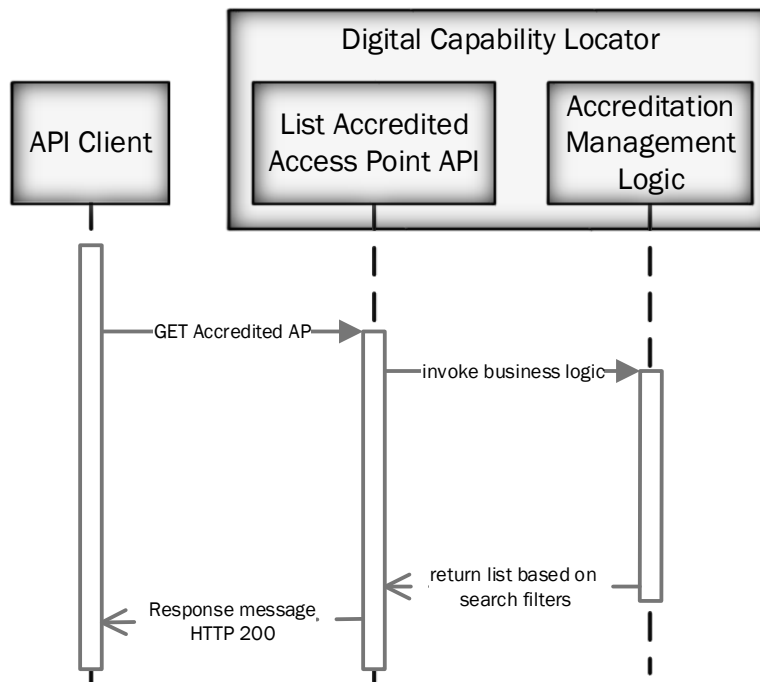 Digital Capability Locator
API Client
List Accredited
Access Point API
Accreditation
Management
Logic
GET Accredited AP
invoke business logic
return list based on
search filters
Response message
HTTP 200